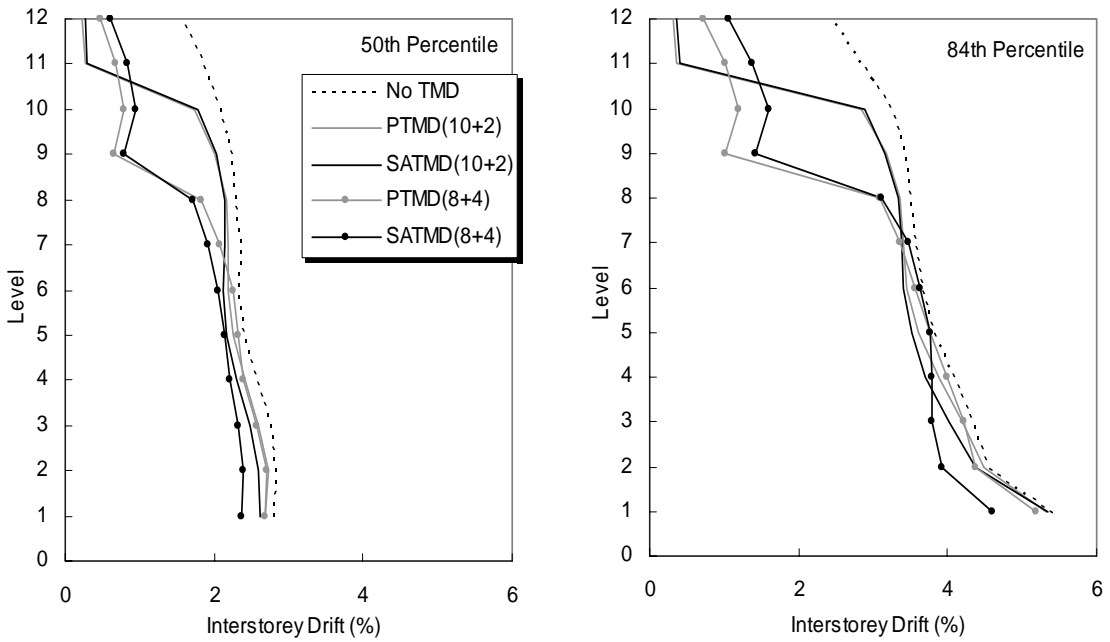 50th Percentile
No TMD
PTMD(10+2)
SATMD(10+2)
PTMD(8+4)
SATMD(8+4)
Level
12
11
10
9
8
7
6
5
4
3
2
1
0
0 2 4 6
Interstorey Drift (%)
84th Percentile
Level
12
11
10
9
8
7
6
5
4
3
2
1
0
0 2 4 6
Interstorey Drift (%)